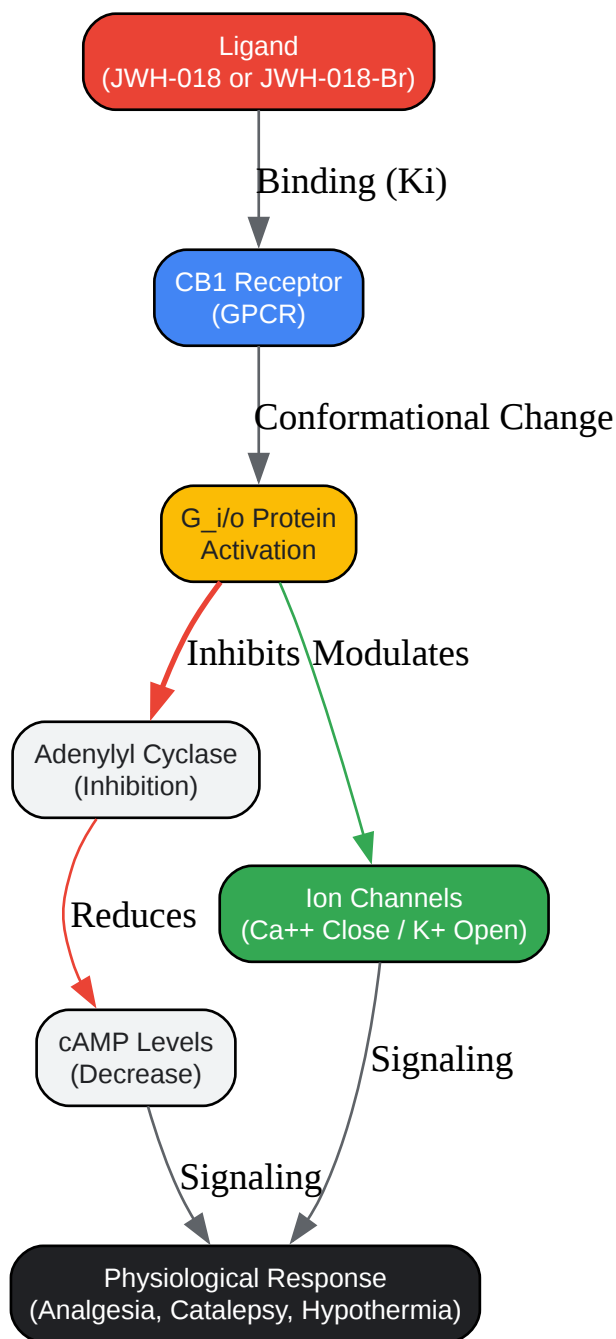 Ligand
(JWH-018 or JWH-018-Br)
Binding (Ki)
CB1 Receptor
(GPCR)
Conformational Change
G_i/o Protein
Activation
Inhibits
Modulates
Adenylyl Cyclase
(Inhibition)
Ion Channels
(Ca++ Close / K+ Open)
Reduces
cAMP Levels
(Decrease)
Signaling
Signaling
Physiological Response
(Analgesia, Catalepsy, Hypothermia)